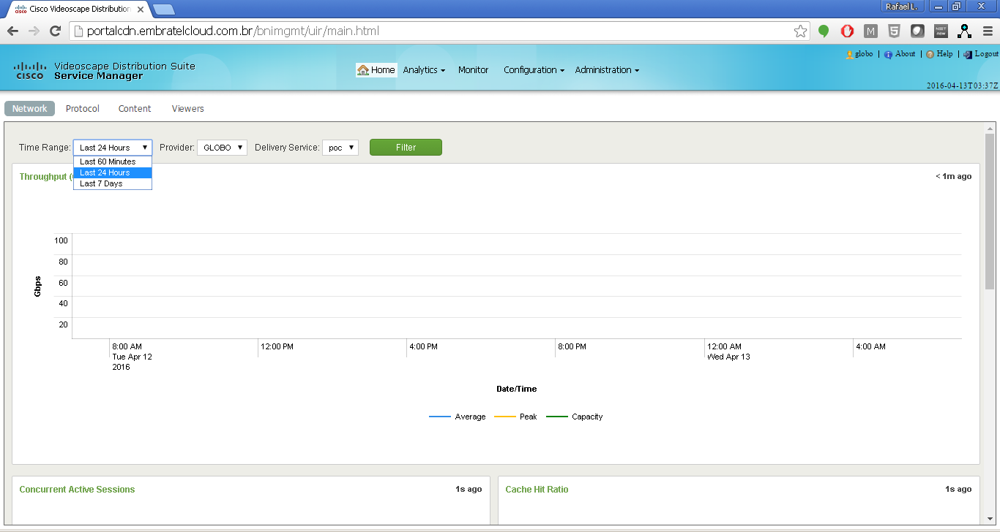 Cisco Videoscape Distribution
Rafael L.
portalcdn.embratelcloud.com.br/bnimgmt/uir/main.html
globo | About | Help | Logout
CISCO
Videoscape Distribution Suite
Service Manager
Home Analytics Monitor Configuration Administration
2016-04-13T03:37Z
Network Protocol Content Viewers
Time Range: Last 24 Hours Provider: GLOBO Delivery Service: poc Filter
Last 60 Minutes
Last 24 Hours
Last 7 Days
Throughput (
< 1m ago
Gbps
100
80
60
40
20
8:00 AM 12:00 PM 4:00 PM 8:00 PM 12:00 AM 4:00 AM
Tue Apr 12 Wed Apr 13
2016
Date/Time
Average Peak Capacity
Concurrent Active Sessions 1s ago
Cache Hit Ratio 1s ago